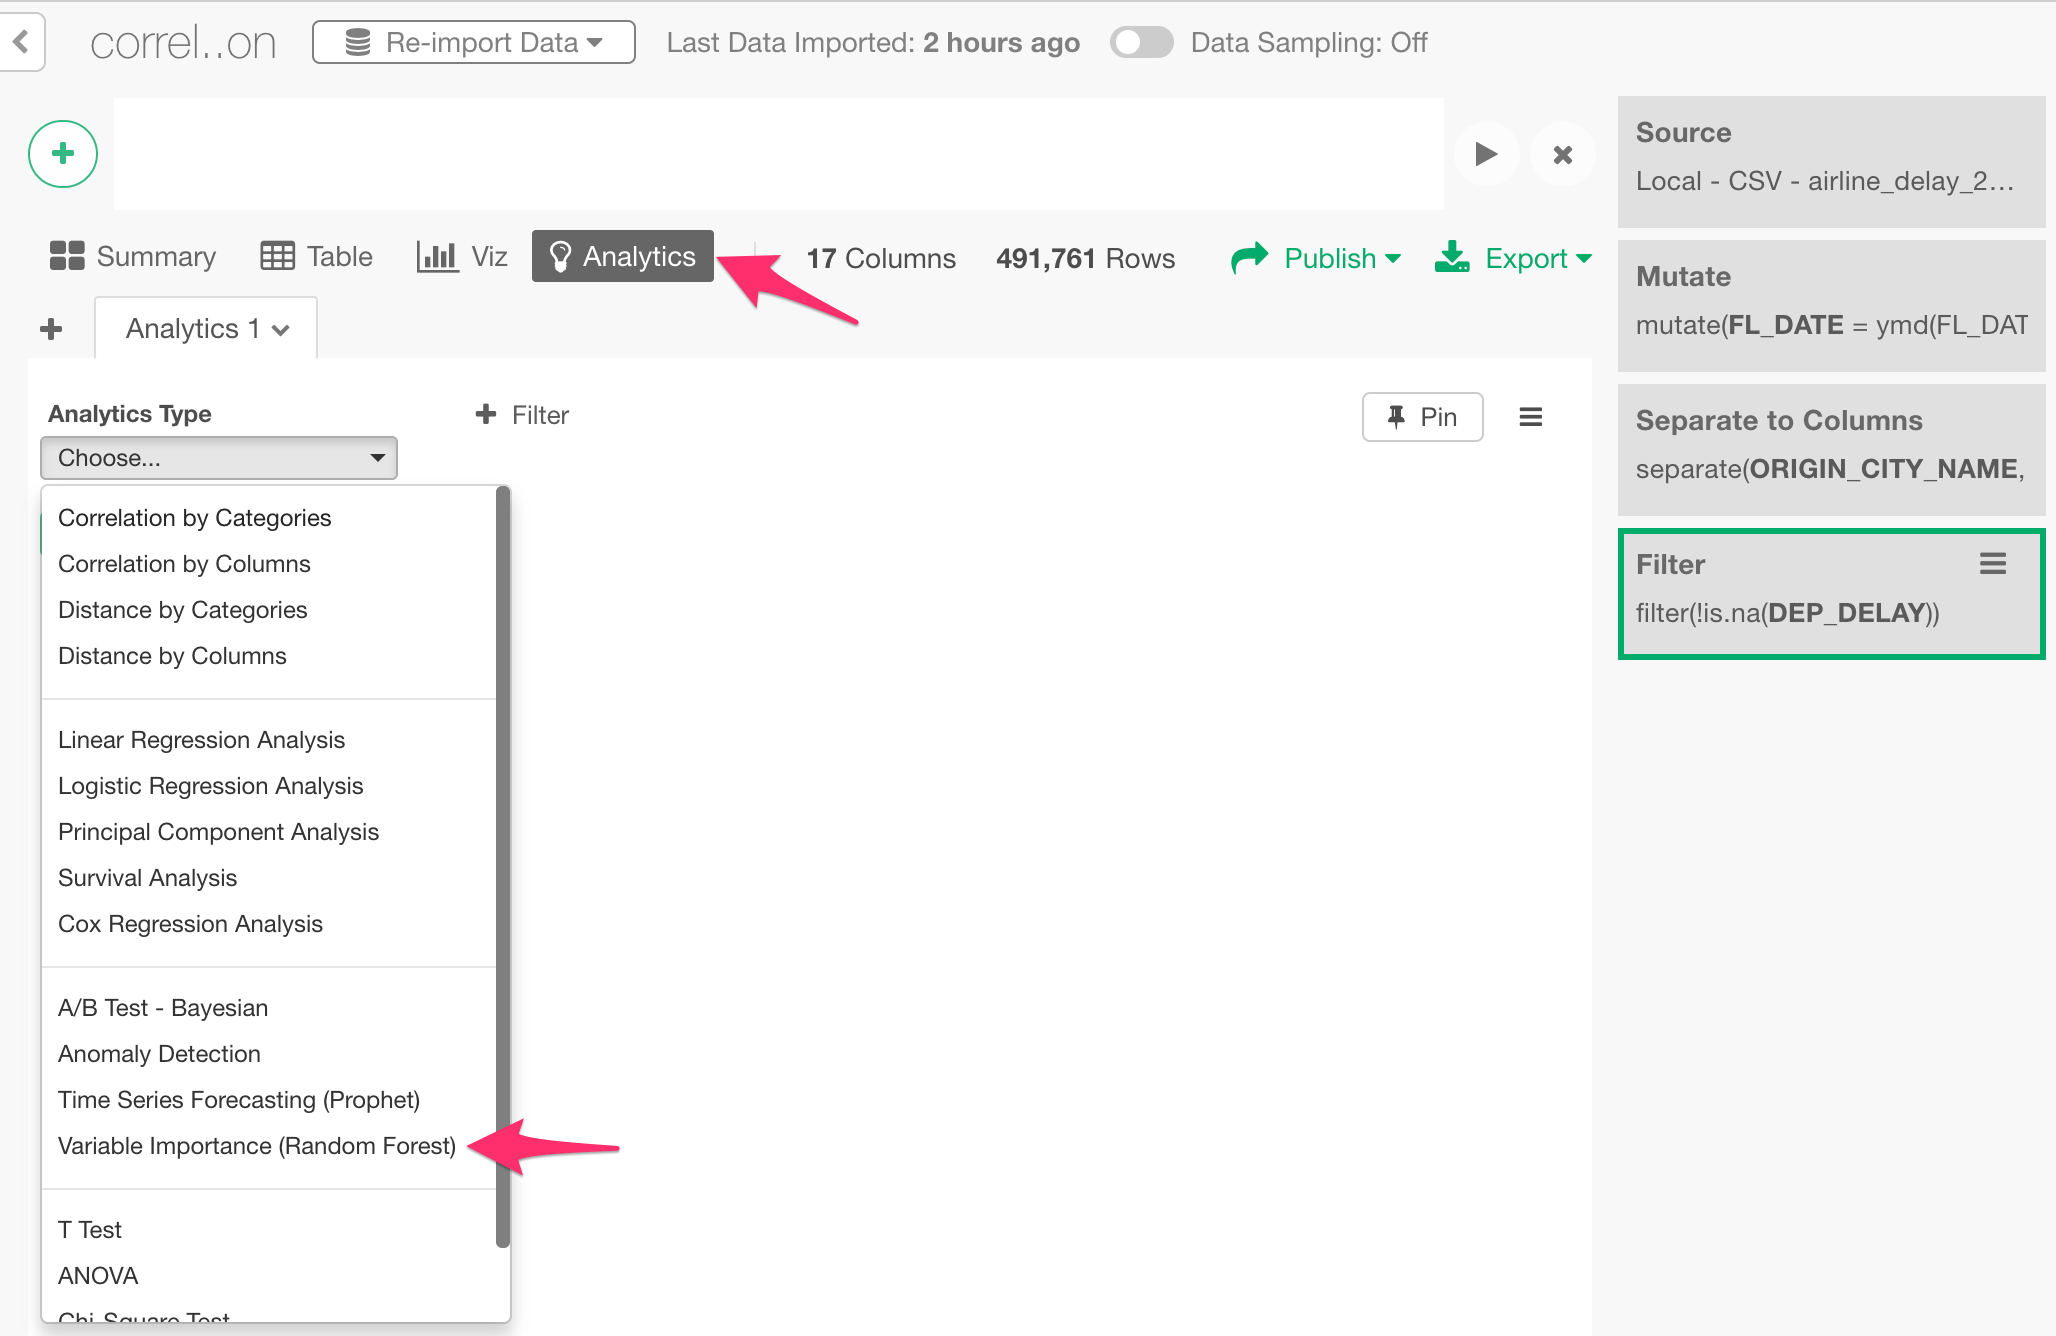 correl..on
Re-import Data
Last Data Imported: 2 hours ago
Data Sampling: Off
Summary
Table
Viz
Analytics
17 Columns
491,761 Rows
Publish
Export
Analytics 1
Analytics Type
Filter
Pin
Choose...
Correlation by Categories
Correlation by Columns
Distance by Categories
Distance by Columns
Linear Regression Analysis
Logistic Regression Analysis
Principal Component Analysis
Survival Analysis
Cox Regression Analysis
A/B Test - Bayesian
Anomaly Detection
Time Series Forecasting (Prophet)
Variable Importance (Random Forest)
T Test
ANOVA
Chi-Square Test
Source
Local - CSV - airline_delay_2...
Mutate
mutate(FL_DATE = ymd(FL_DAT
Separate to Columns
separate(ORIGIN_CITY_NAME,
Filter
filter(!is.na(DEP_DELAY))